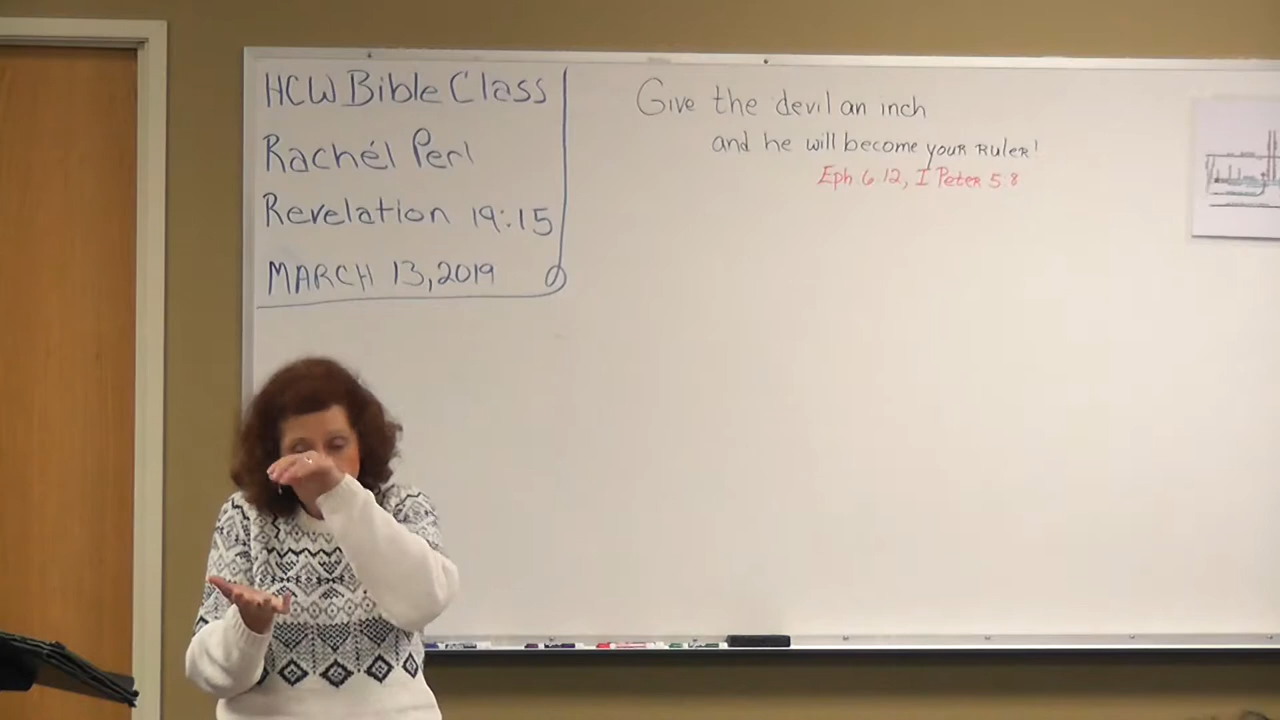 HCW Bible Class
Rachél Perl
Revelation 19:15
MARCH 13, 2019
Give the devil an inch
and he will become your ruler!
Eph 6:12, I Peter 5:8